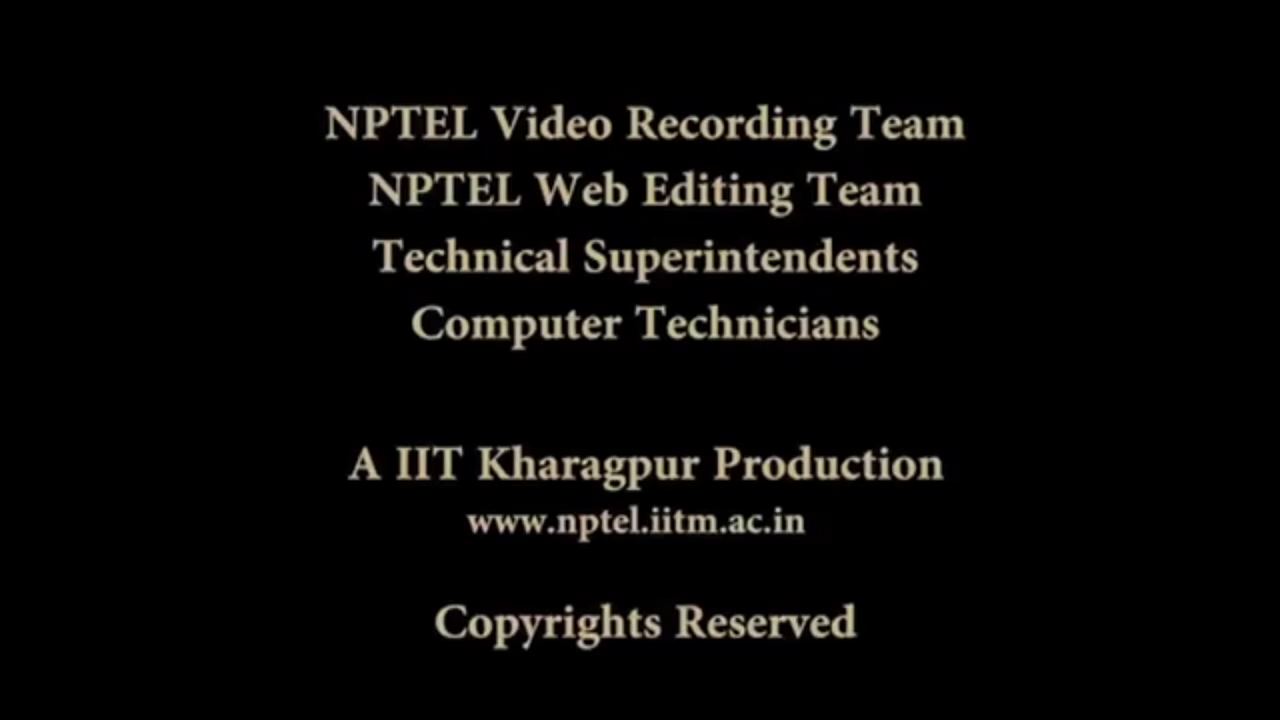 NPTEL Video Recording Team
NPTEL Web Editing Team
Technical Superintendents
Computer Technicians
A IIT Kharagpur Production
www.nptel.iitm.ac.in
Copyrights Reserved